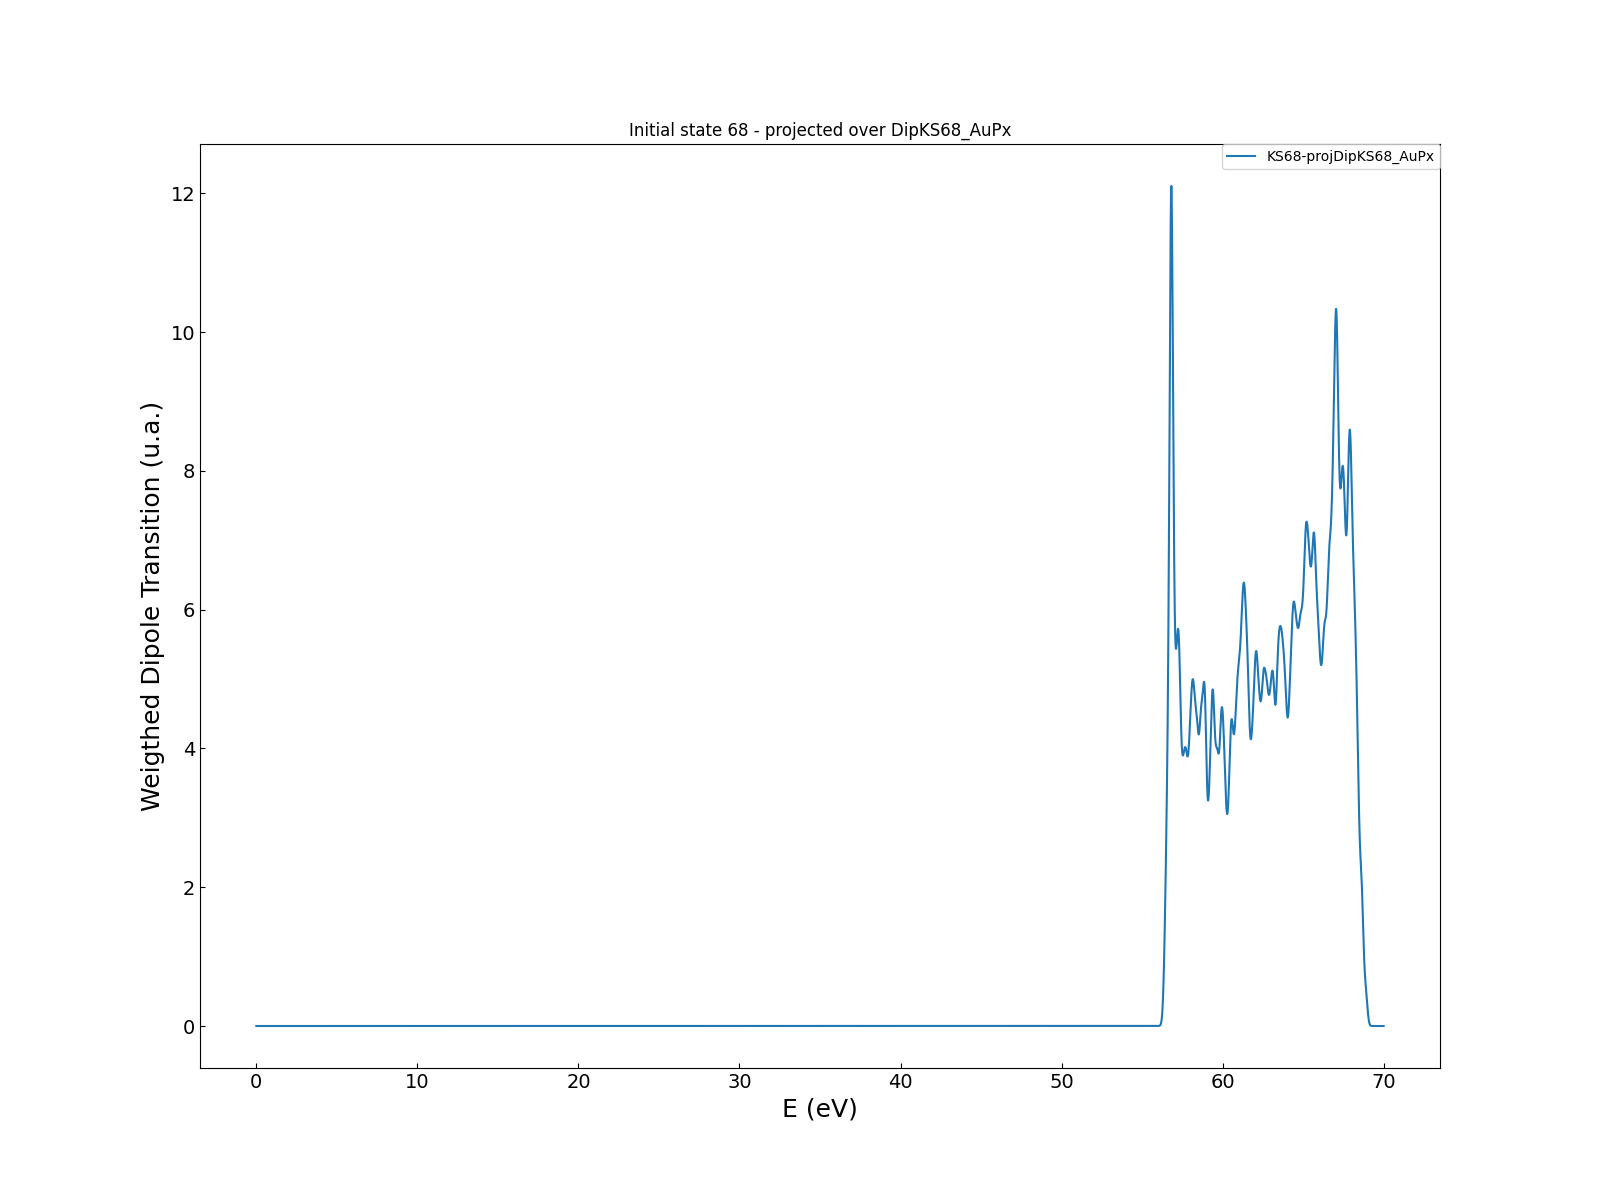 Initial state 68 - projected over DipKS68_AuPx
KS68-projDipKS68_AuPx
Weigthed Dipole Transition (u.a.)
12
10
8
6
4
2
0
0 10 20 30 40 50 60 70
E (eV)